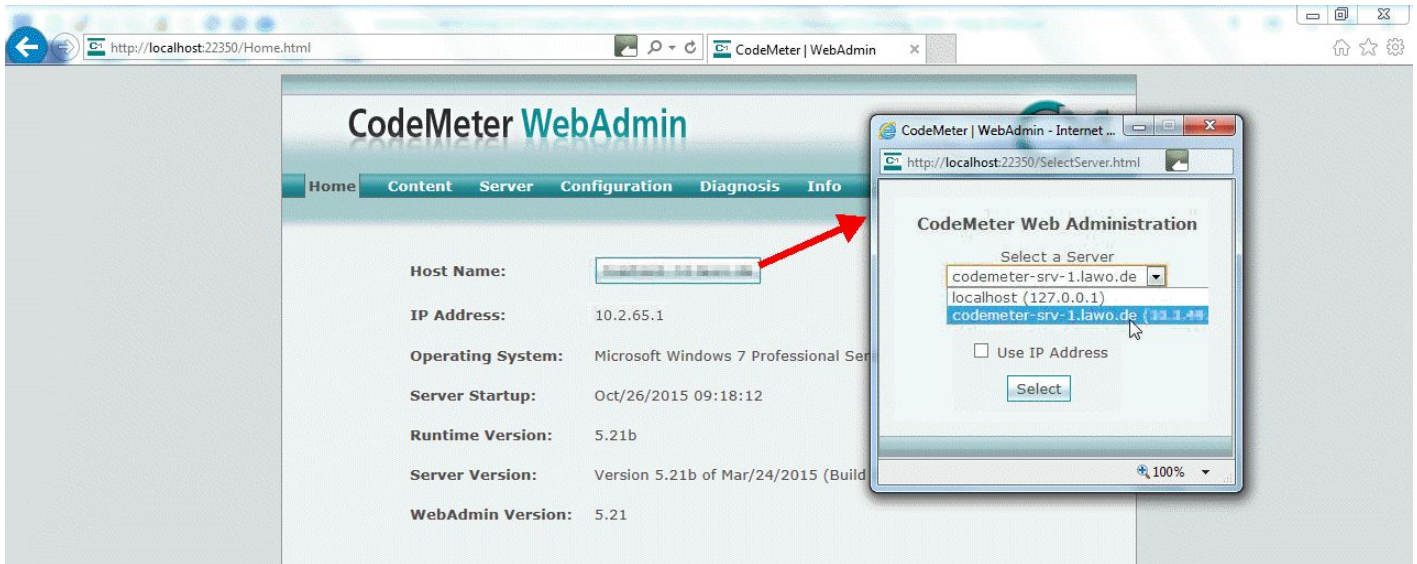 http://localhost:22350/Home.html
CodeMeter | WebAdmin
CodeMeter WebAdmin
Home Content Server Configuration Diagnosis Info
Host Name:
IP Address: 10.2.65.1
Operating System: Microsoft Windows 7 Professional Ser
Server Startup: Oct/26/2015 09:18:12
Runtime Version: 5.21b
Server Version: Version 5.21b of Mar/24/2015 (Build
WebAdmin Version: 5.21
CodeMeter | WebAdmin - Internet ...
http://localhost:22350/SelectServer.html
CodeMeter Web Administration
Select a Server
codemeter-srv-1.lawo.de
localhost (127.0.0.1)
codemeter-srv-1.lawo.de (
Use IP Address
Select
100%